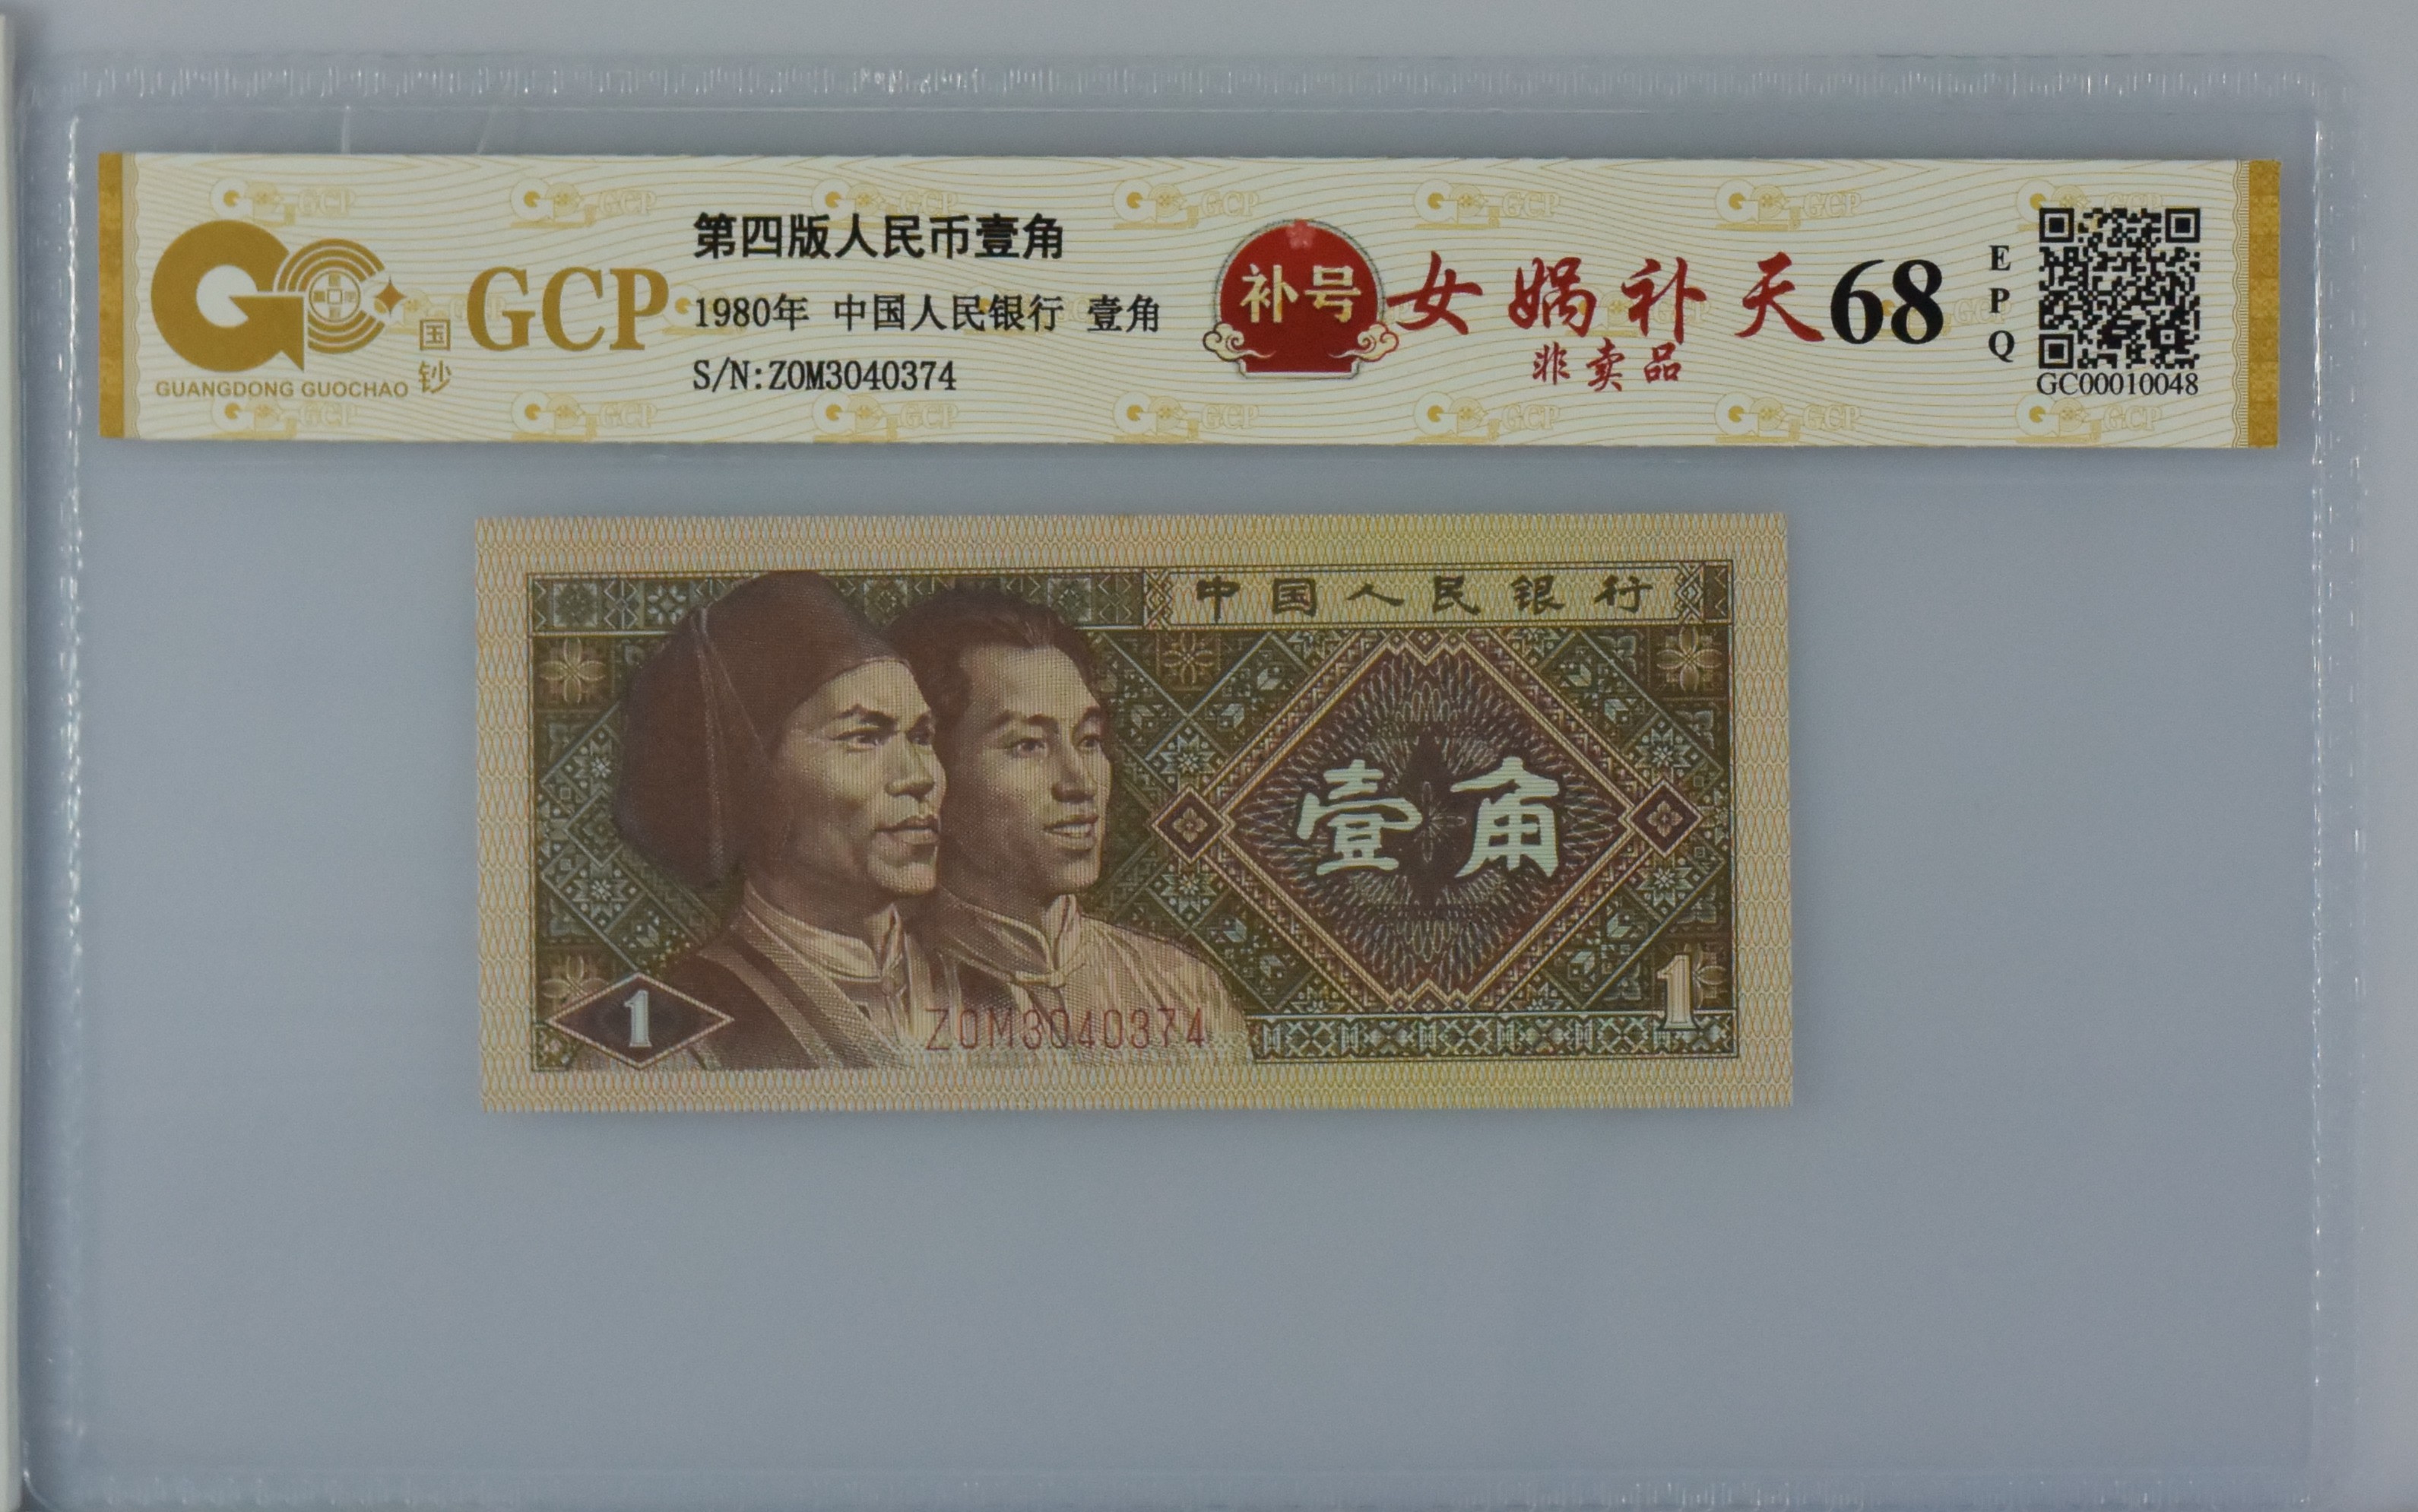 GUANGDONG GUOCHAO
国钞
GCP
第四版人民币壹角
1980年 中国人民银行 壹角
S/N:Z0M3040374
补号
女娲补天
非卖品
68
EPQ
GC00010048
中国人民银行
壹角
1
Z0M3040374
1